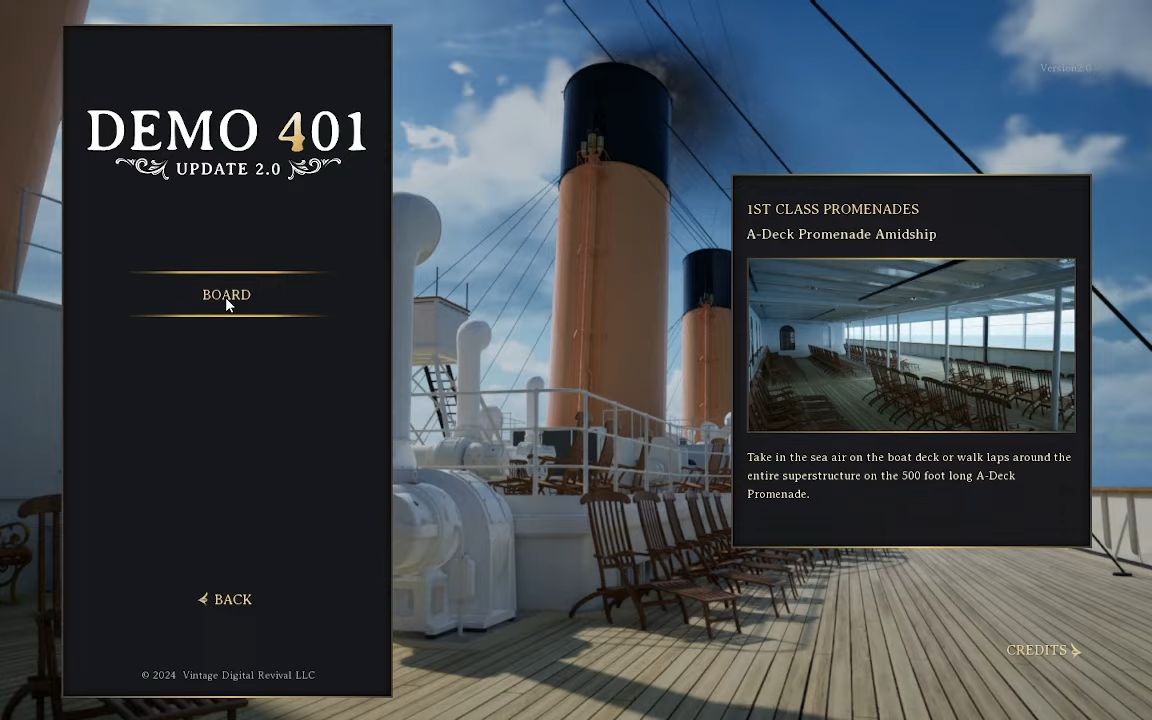 DEMO 401
UPDATE 2.0
BOARD
BACK
© 2024 Vintage Digital Revival LLC
Version2.0
1ST CLASS PROMENADES
A-Deck Promenade Amidship
Take in the sea air on the boat deck or walk laps around the
entire superstructure on the 500 foot long A-Deck
Promenade.
CREDITS